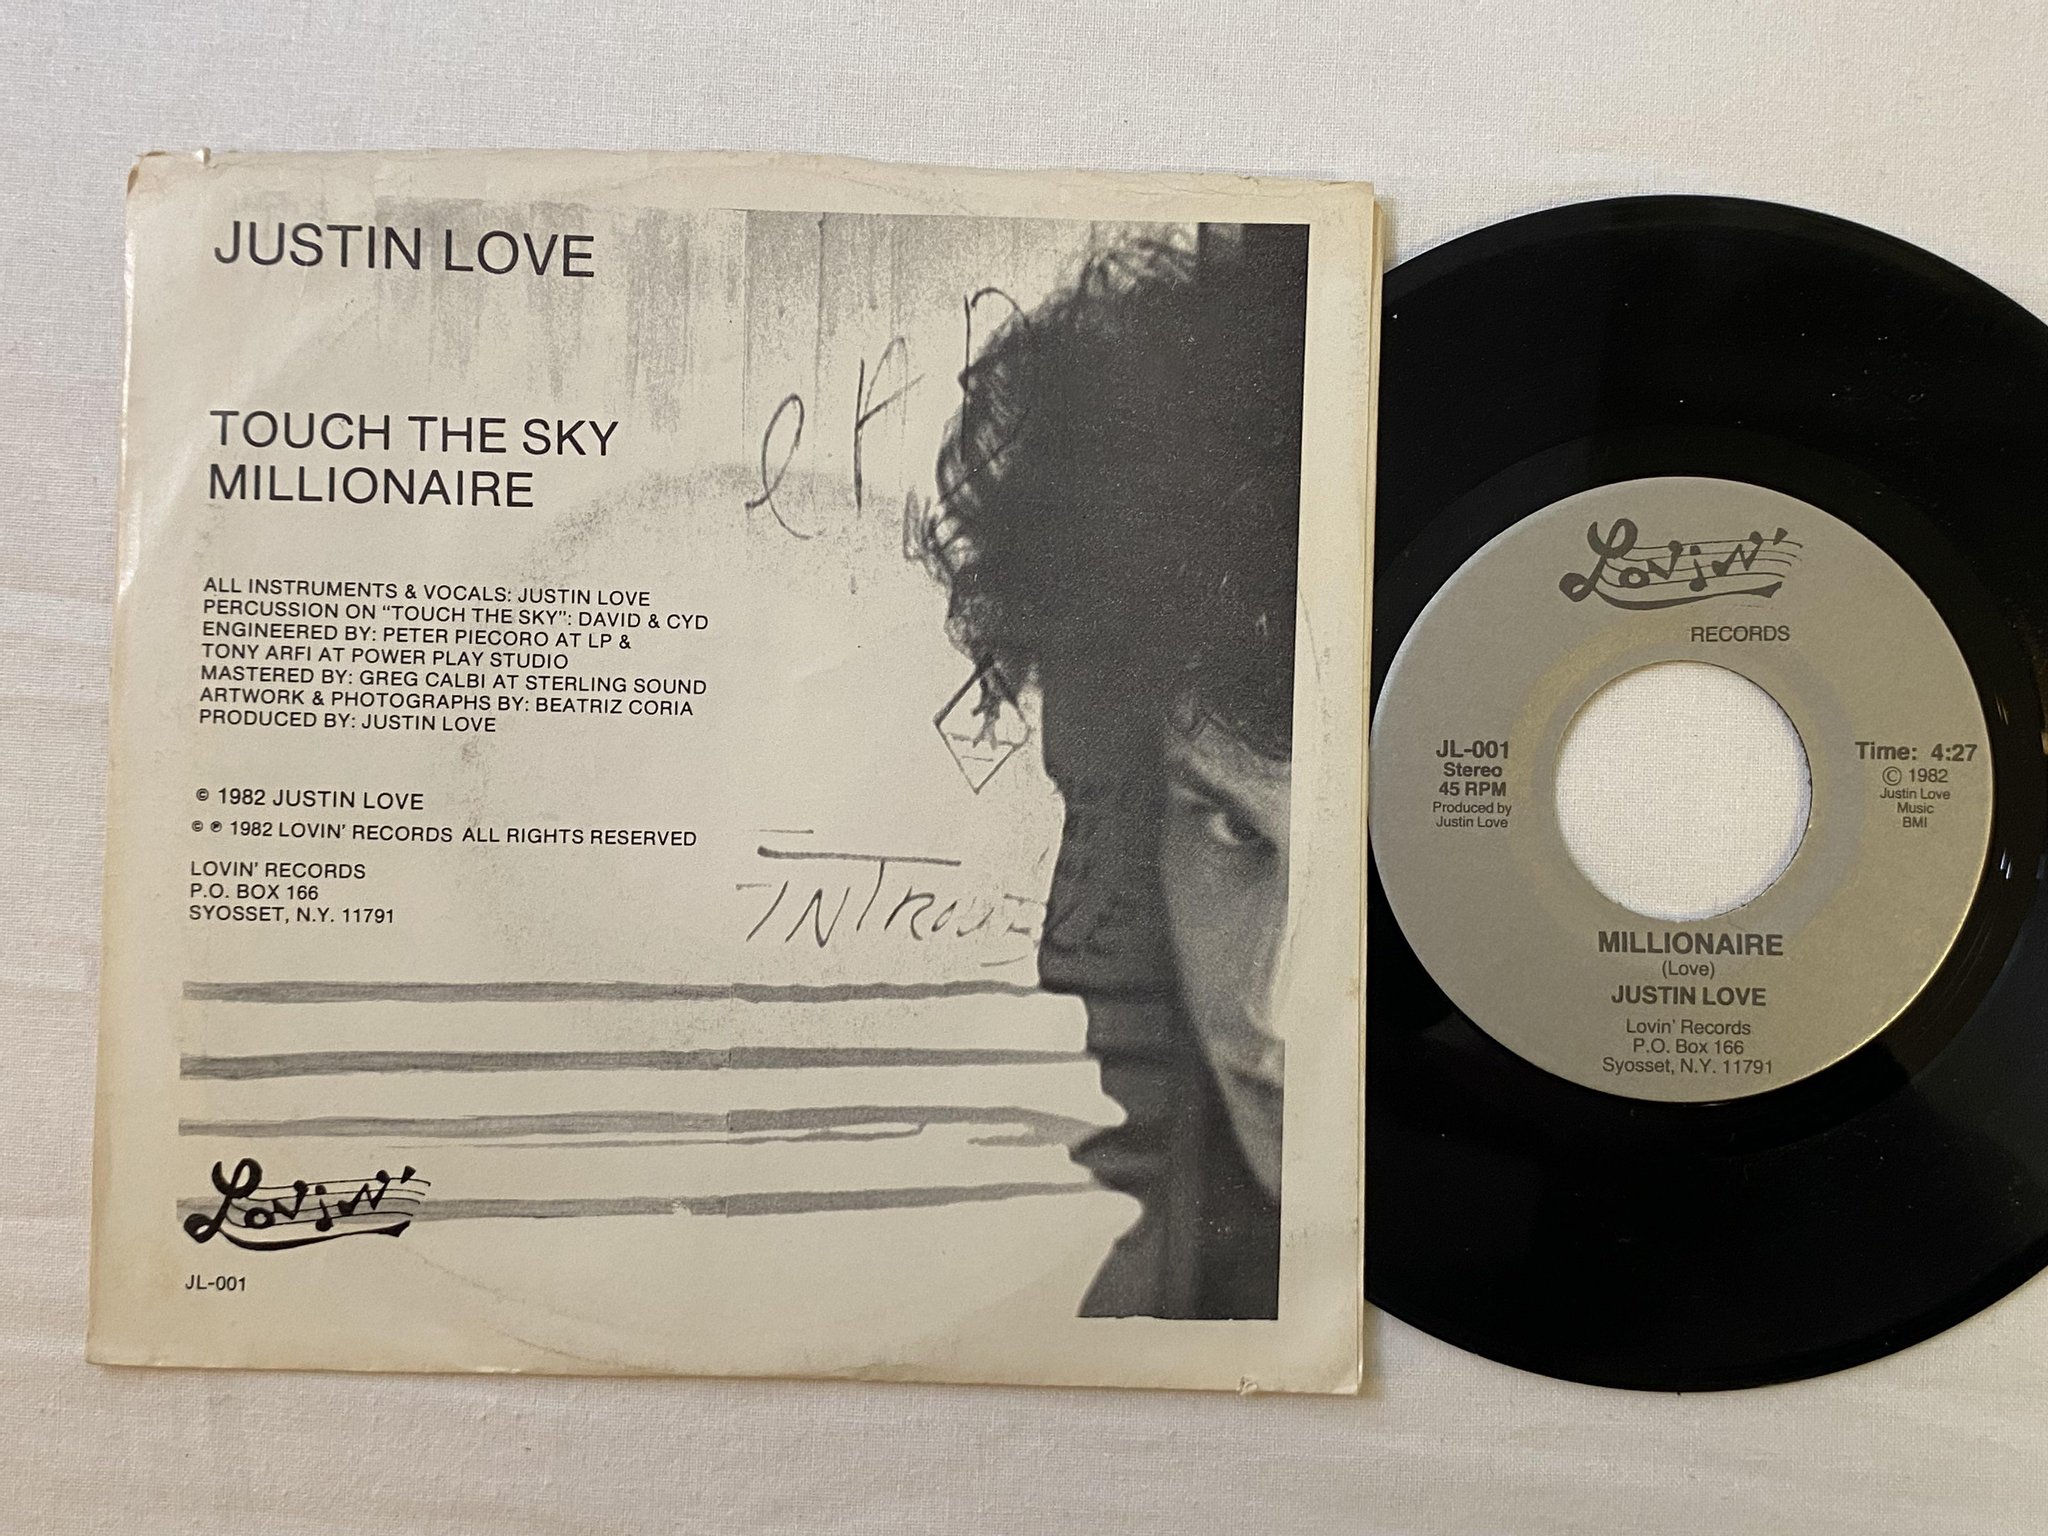 JUSTIN LOVE
TOUCH THE SKY
MILLIONAIRE
ALL INSTRUMENTS & VOCALS: JUSTIN LOVE
PERCUSSION ON “TOUCH THE SKY”: DAVID & CYD
ENGINEERED BY: PETER PIECORO AT LP &
TONY ARFI AT POWER PLAY STUDIO
MASTERED BY: GREG CALBI AT STERLING SOUND
ARTWORK & PHOTOGRAPHS BY: BEATRIZ CORIA
PRODUCED BY: JUSTIN LOVE
© 1982 JUSTIN LOVE
© ℗ 1982 LOVIN’ RECORDS ALL RIGHTS RESERVED
LOVIN’ RECORDS
P.O. BOX 166
SYOSSET, N.Y. 11791
Lovin’
JL-001
Lovin’
RECORDS
JL-001
Stereo
45 RPM
Produced by
Justin Love
Time: 4:27
© 1982
Justin Love
Music
BMI
MILLIONAIRE
(Love)
JUSTIN LOVE
Lovin’ Records
P.O. Box 166
Syosset, N.Y. 11791